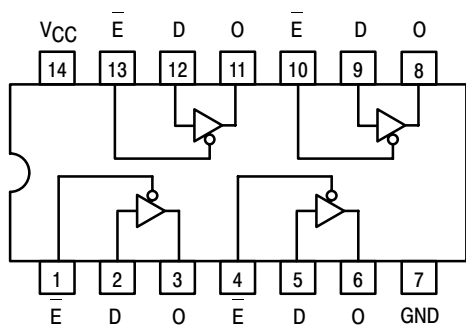 VCC E̅ D O E̅ D O
14 13 12 11 10 9 8
1 2 3 4 5 6 7
E̅ D O E̅ D O GND